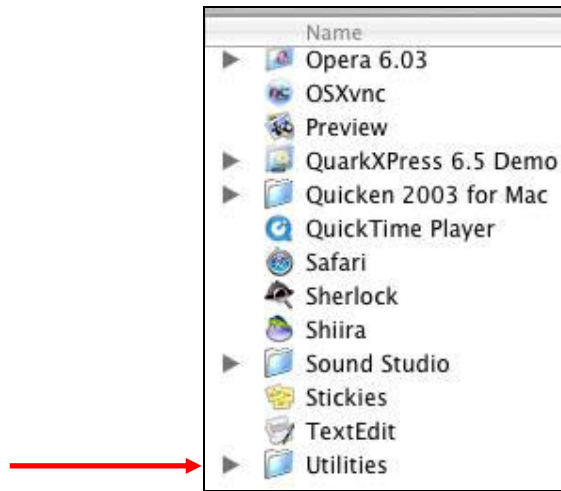 Name
Opera 6.03
OSXvnc
Preview
QuarkXPress 6.5 Demo
Quicken 2003 for Mac
QuickTime Player
Safari
Sherlock
Shiira
Sound Studio
Stickies
TextEdit
Utilities